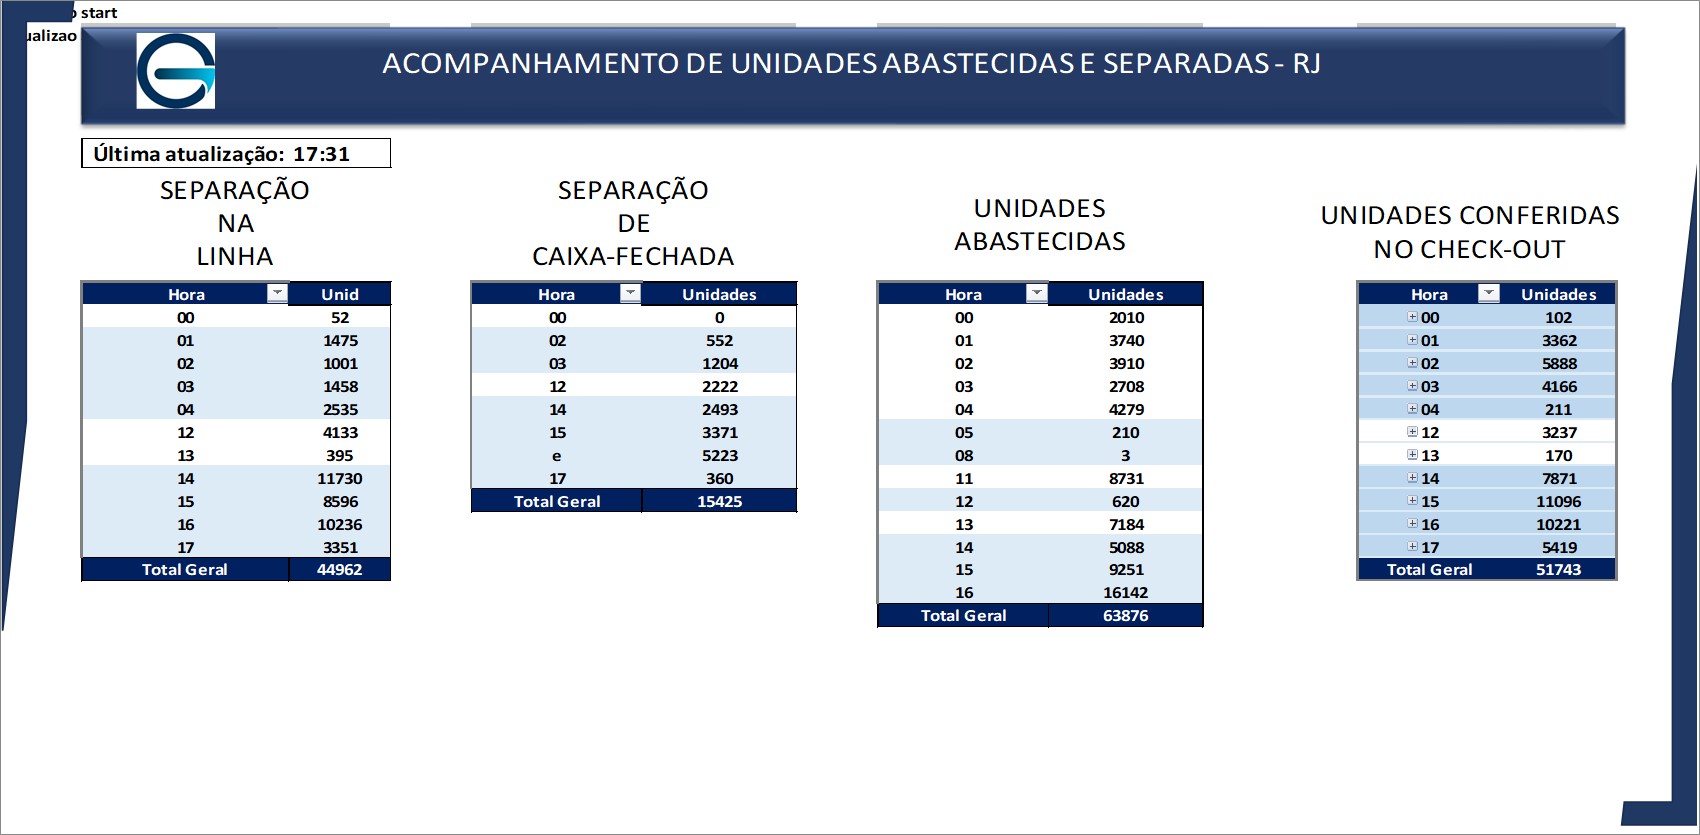 start
ualizao
ACOMPANHAMENTO DE UNIDADES ABASTECIDAS E SEPARADAS - RJ
Última atualização: 17:31
SEPARAÇÃO
NA
LINHA
Hora Unid
00 52
01 1475
02 1001
03 1458
04 2535
12 4133
13 395
14 11730
15 8596
16 10236
17 3351
Total Geral 44962
SEPARAÇÃO
DE
CAIXA-FECHADA
Hora Unidades
00 0
02 552
03 1204
12 2222
14 2493
15 3371
e 5223
17 360
Total Geral 15425
UNIDADES
ABASTECIDAS
Hora Unidades
00 2010
01 3740
02 3910
03 2708
04 4279
05 210
08 3
11 8731
12 620
13 7184
14 5088
15 9251
16 16142
Total Geral 63876
UNIDADES CONFERIDAS
NO CHECK-OUT
Hora Unidades
00 102
01 3362
02 5888
03 4166
04 211
12 3237
13 170
14 7871
15 11096
16 10221
17 5419
Total Geral 51743